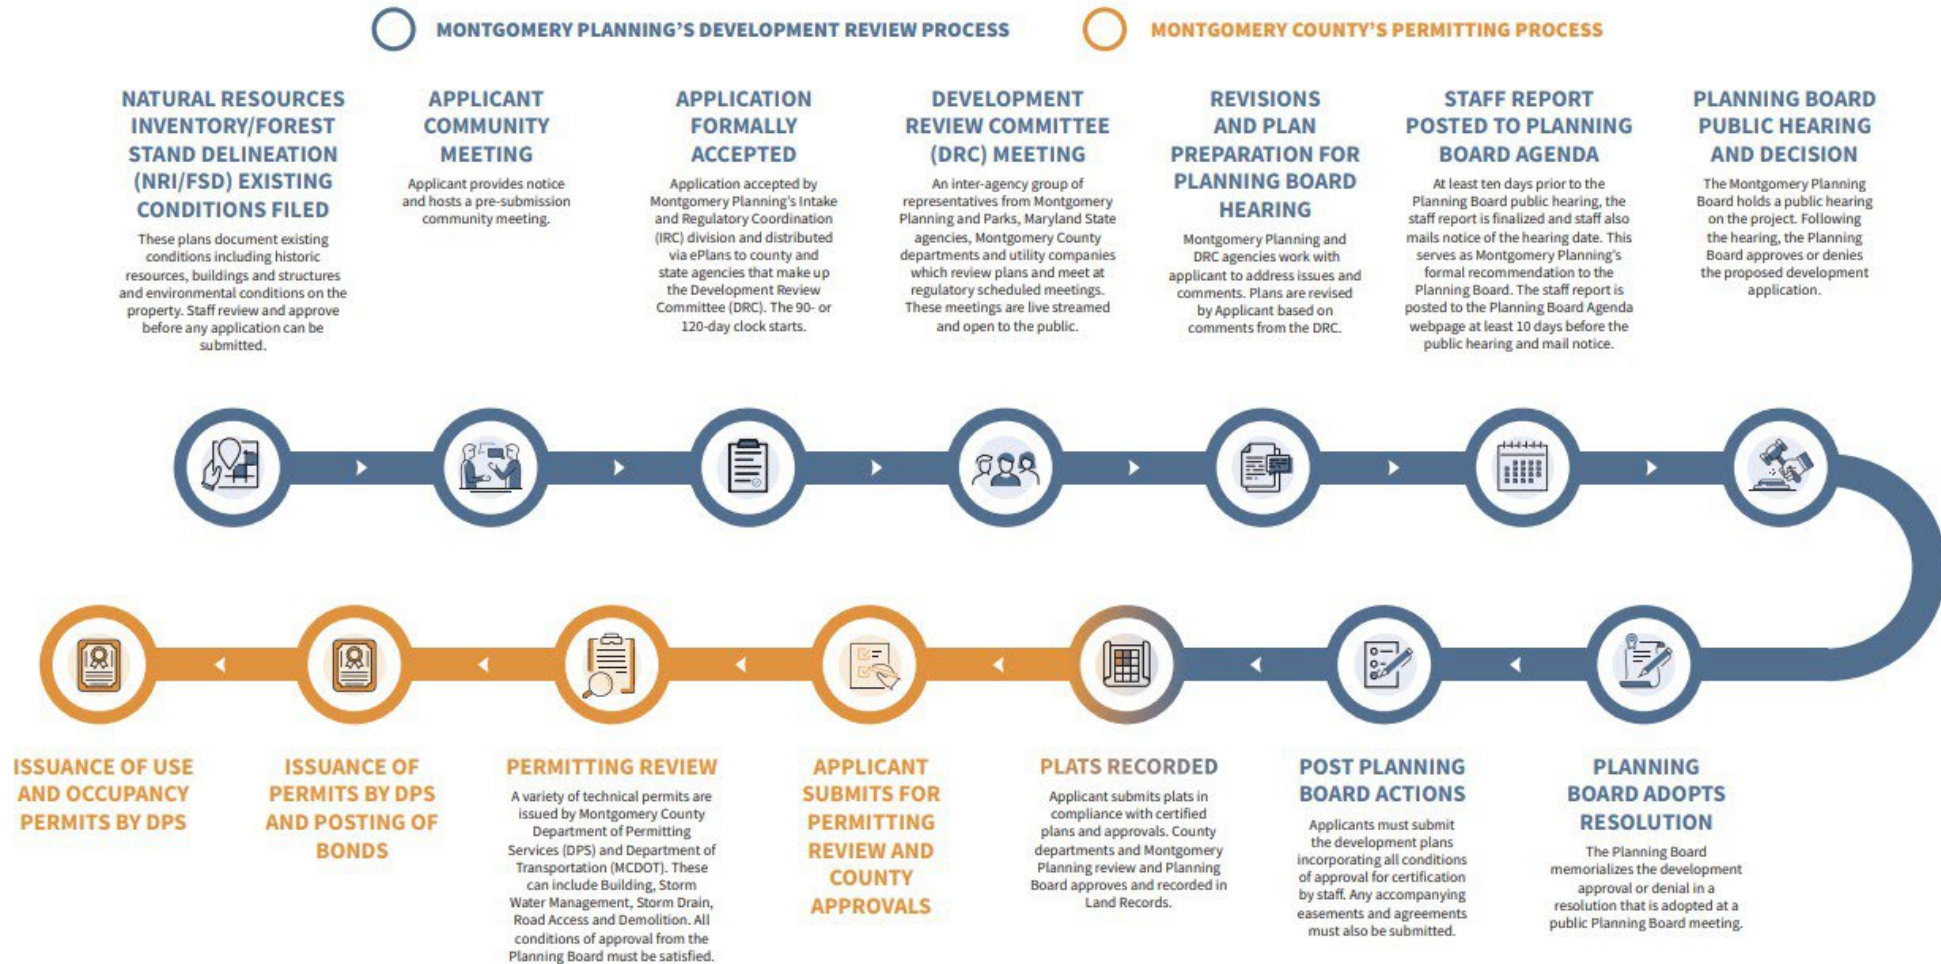 MONTGOMERY PLANNING'S DEVELOPMENT REVIEW PROCESS
MONTGOMERY COUNTY'S PERMITTING PROCESS
NATURAL RESOURCES
INVENTORY/FOREST
STAND DELINEATION
(NRI/FSD) EXISTING
CONDITIONS FILED
These plans document existing
conditions including historic
resources, buildings and structures
and environmental conditions on the
property. Staff review and approve
before any application can be
submitted.
APPLICANT
COMMUNITY
MEETING
Applicant provides notice
and hosts a pre-submission
community meeting.
APPLICATION
FORMALLY
ACCEPTED
Application accepted by
Montgomery Planning's Intake
and Regulatory Coordination
(IRC) division and distributed
via ePlans to county and
state agencies that make up
the Development Review
Committee (DRC). The 90- or
120-day clock starts.
DEVELOPMENT
REVIEW COMMITTEE
(DRC) MEETING
An inter-agency group of
representatives from Montgomery
Planning and Parks, Maryland State
agencies, Montgomery County
departments and utility companies
which review plans and meet at
regulatory scheduled meetings.
These meetings are live streamed
and open to the public.
REVISIONS
AND PLAN
PREPARATION FOR
PLANNING BOARD
HEARING
Montgomery Planning and
DRC agencies work with
applicant to address issues and
comments. Plans are revised
by Applicant based on
comments from the DRC.
STAFF REPORT
POSTED TO PLANNING
BOARD AGENDA
At least ten days prior to the
Planning Board public hearing, the
staff report is finalized and staff also
mails notice of the hearing date. This
serves as Montgomery Planning's
formal recommendation to the
Planning Board. The staff report is
posted to the Planning Board Agenda
webpage at least 10 days before the
public hearing and mail notice.
PLANNING BOARD
PUBLIC HEARING
AND DECISION
The Montgomery Planning
Board holds a public hearing
on the project. Following
the hearing, the Planning
Board approves or denies
the proposed development
application.
ISSUANCE OF USE
AND OCCUPANCY
PERMITS BY DPS
ISSUANCE OF
PERMITS BY DPS
AND POSTING OF
BONDS
PERMITTING REVIEW
A variety of technical permits are
issued by Montgomery County
Department of Permitting
Services (DPS) and Department of
Transportation (MCDOT). These
can include Building, Storm
Water Management, Storm Drain,
Road Access and Demolition. All
conditions of approval from the
Planning Board must be satisfied.
APPLICANT
SUBMITS FOR
PERMITTING
REVIEW AND
COUNTY
APPROVALS
PLATS RECORDED
Applicant submits plats in
compliance with certified
plans and approvals. County
departments and Montgomery
Planning review and Planning
Board approves and recorded in
Land Records.
POST PLANNING
BOARD ACTIONS
Applicants must submit
the development plans
incorporating all conditions
of approval for certification
by staff. Any accompanying
easements and agreements
must also be submitted.
PLANNING
BOARD ADOPTS
RESOLUTION
The Planning Board
memorializes the development
approval or denial in a
resolution that is adopted at a
public Planning Board meeting.